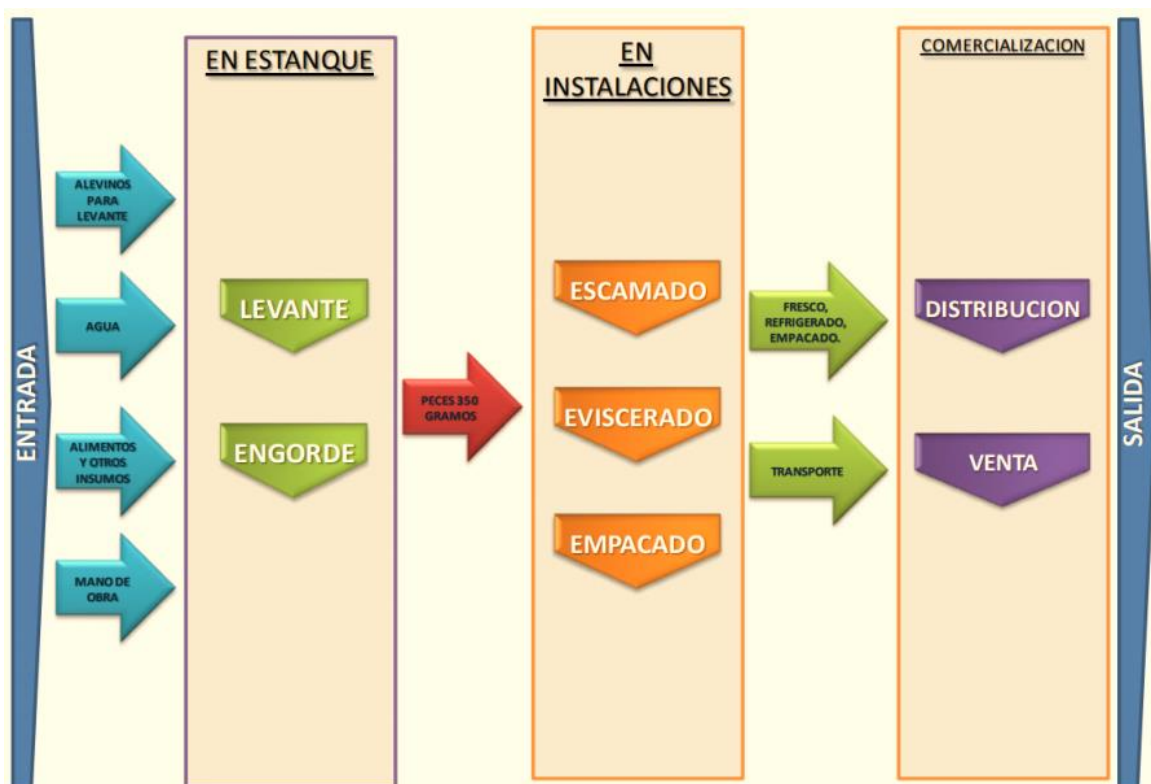 ENTRADA
ALEVINOS
PARA
LEVANTE
AGUA
ALIMENTOS
Y OTROS
INSUMOS
MANO DE
OBRA
EN ESTANQUE
LEVANTE
ENGORDE
PECES 350
GRAMOS
EN
INSTALACIONES
ESCAMADO
EVISCERADO
EMPACADO
FRESCO,
REFRIGERADO,
EMPACADO.
TRANSPORTE
COMERCIALIZACION
DISTRIBUCION
VENTA
SALIDA